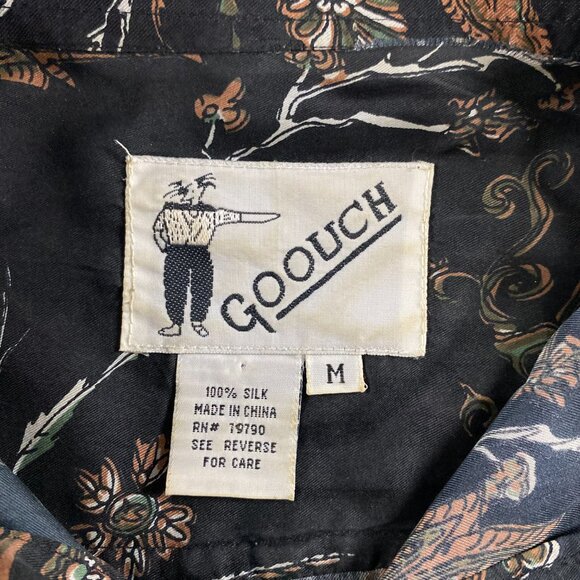 GOOUCH
M
100% SILK
MADE IN CHINA
RN# 79790
SEE REVERSE
FOR CARE